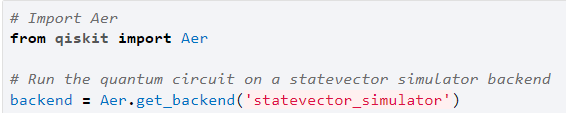 # Import Aer
from qiskit import Aer
# Run the quantum circuit on a statevector simulator backend
backend = Aer.get_backend('statevector_simulator')